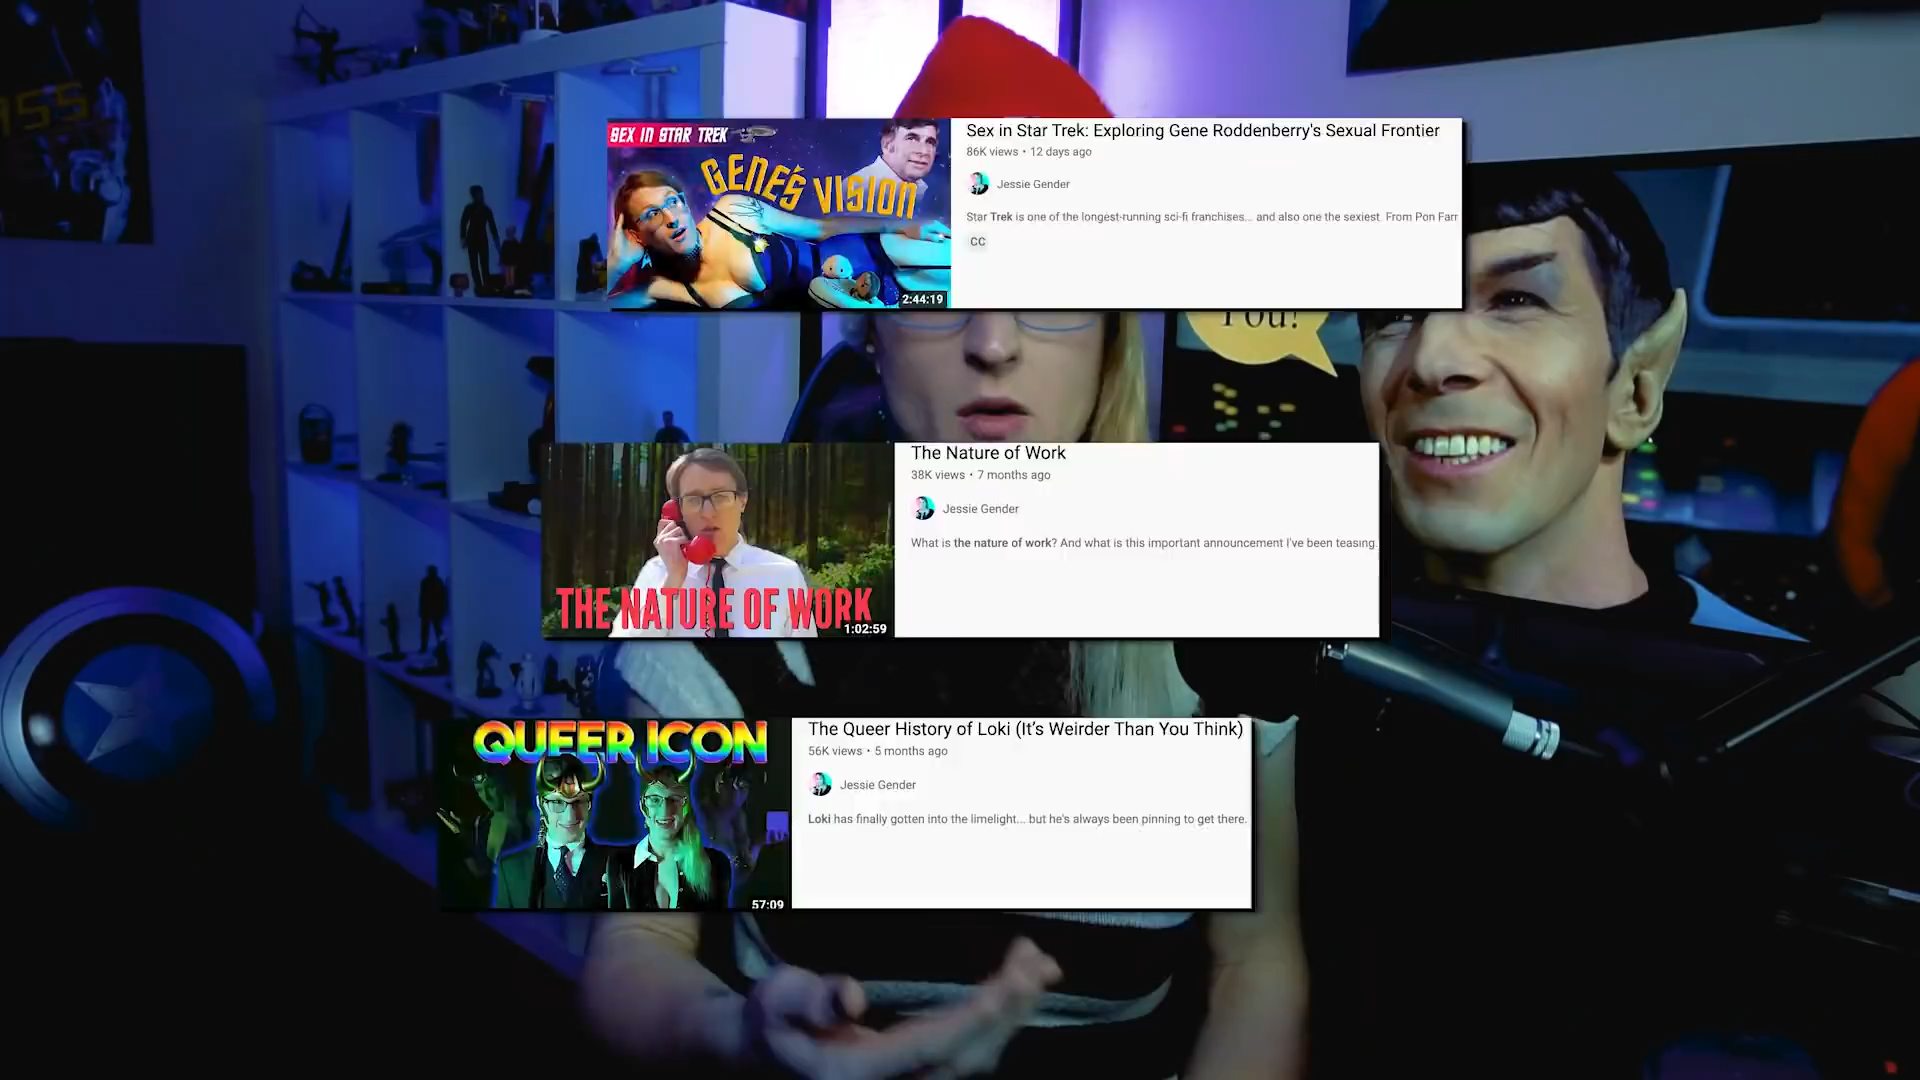 ASS
SEX IN STAR TREK
GENE'S VISION
2:44:19
Sex in Star Trek: Exploring Gene Roddenberry's Sexual Frontier
86K views • 12 days ago
Jessie Gender
Star Trek is one of the longest-running sci-fi franchises... and also one the sexiest. From Pon Farr
CC
You!
THE NATURE OF WORK
1:02:59
The Nature of Work
38K views • 7 months ago
Jessie Gender
What is the nature of work? And what is this important announcement I've been teasing.
QUEER ICON
57:09
The Queer History of Loki (It's Weirder Than You Think)
56K views • 5 months ago
Jessie Gender
Loki has finally gotten into the limelight... but he's always been pinning to get there.